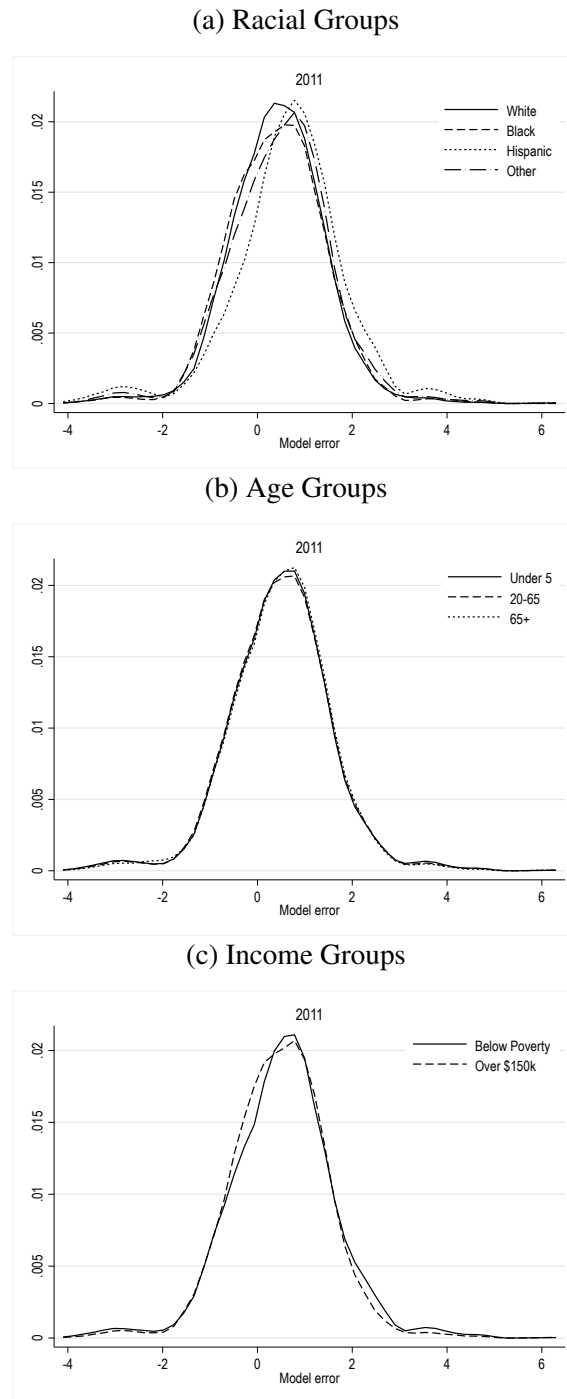 (a) Racial Groups
2011
White
Black
Hispanic
Other
.02
.015
.01
.005
0
-4 -2 0 2 4 6
Model error
(b) Age Groups
2011
Under 5
20-65
65+
.02
.015
.01
.005
0
-4 -2 0 2 4 6
Model error
(c) Income Groups
2011
Below Poverty
Over $150k
.02
.015
.01
.005
0
-4 -2 0 2 4 6
Model error